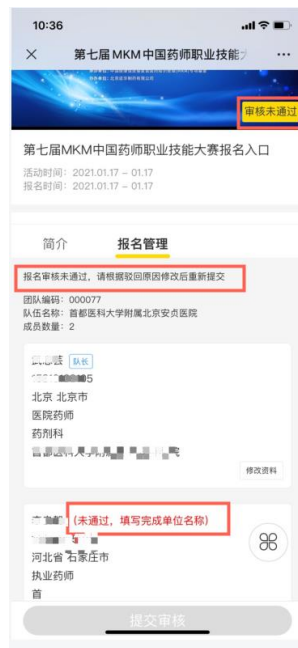 10:36
第七届MKM中国药师职业技能
审核未通过
第七届MKM中国药师职业技能大赛报名入口
活动时间：2021.01.17 – 01.17
报名时间：2021.01.17 – 01.17
简介 报名管理
报名审核未通过，请根据驳回原因修改后重新提交
团队编号：000077
队伍名称：首都医科大学附属北京安贞医院
成员数量：2
队长
北京 北京市
医院药师
药剂科
修改资料
（未通过，填写完成单位名称）
河北省 石家庄市
执业药师
首
提交审核